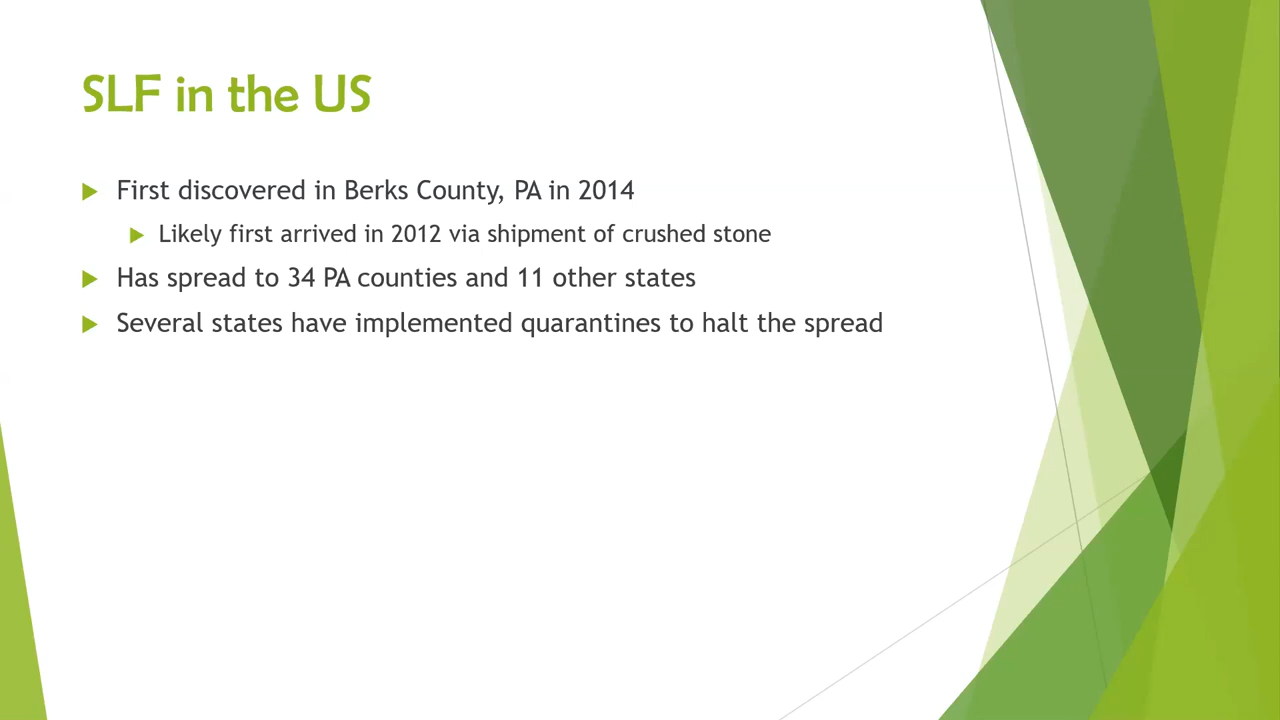 SLF in the US
First discovered in Berks County, PA in 2014
Likely first arrived in 2012 via shipment of crushed stone
Has spread to 34 PA counties and 11 other states
Several states have implemented quarantines to halt the spread